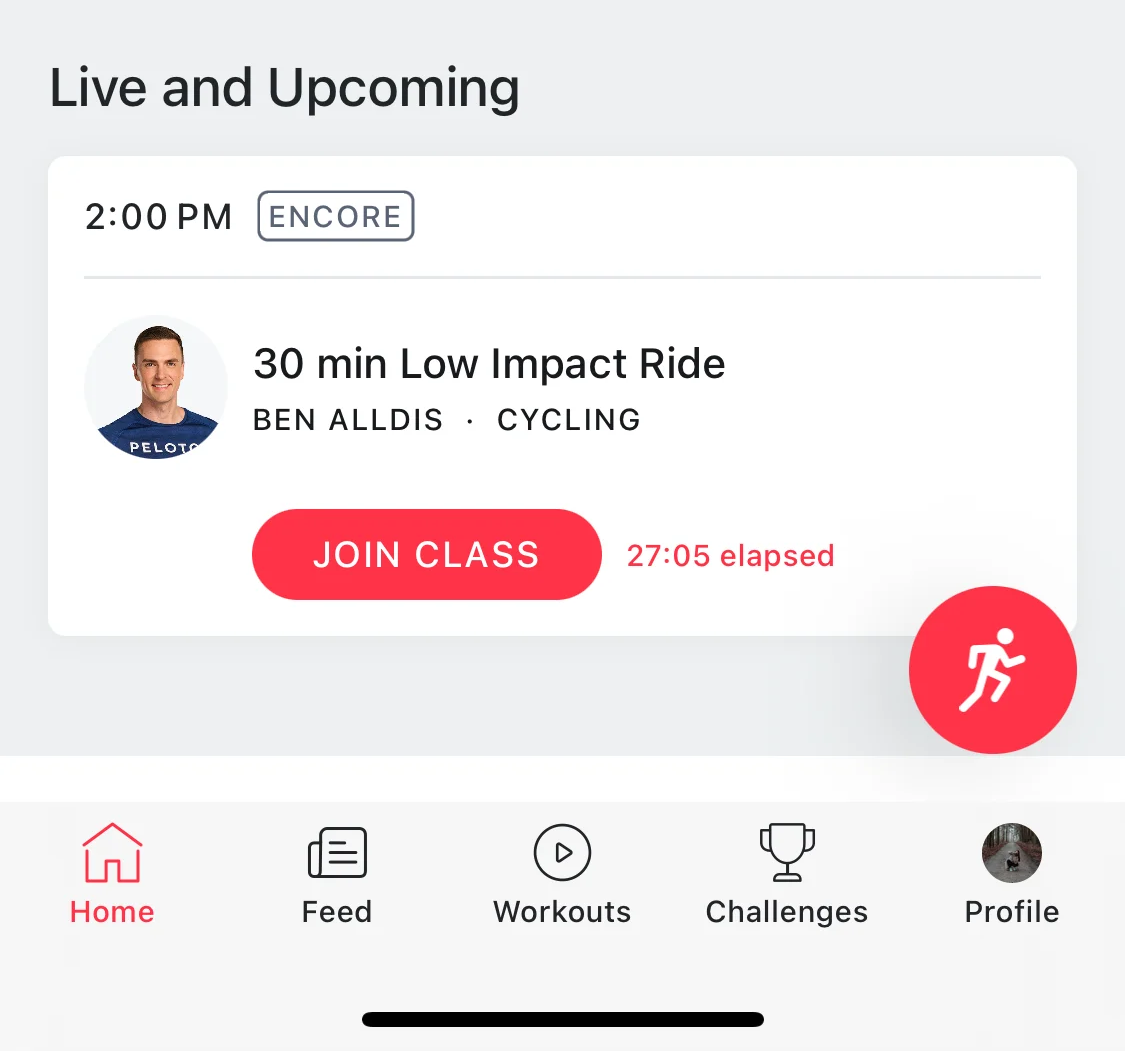 Live and Upcoming
2:00 PM ENCORE
30 min Low Impact Ride
BEN ALLDIS · CYCLING
PELOTO
JOIN CLASS 27:05 elapsed
Home Feed Workouts Challenges Profile